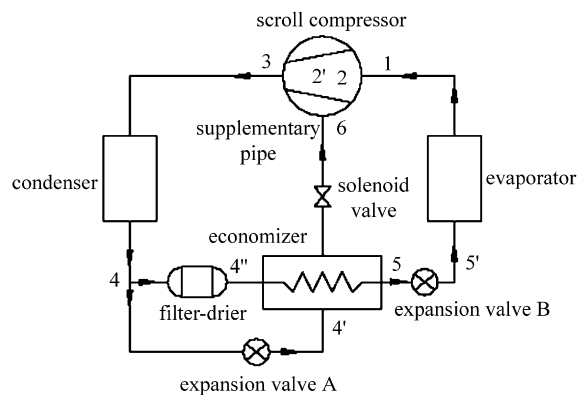 scroll compressor
3
2'
2
1
supplementary
pipe
6
condenser
solenoid
valve
evaporator
economizer
4
4''
5
5'
filter-drier
4'
expansion valve B
expansion valve A